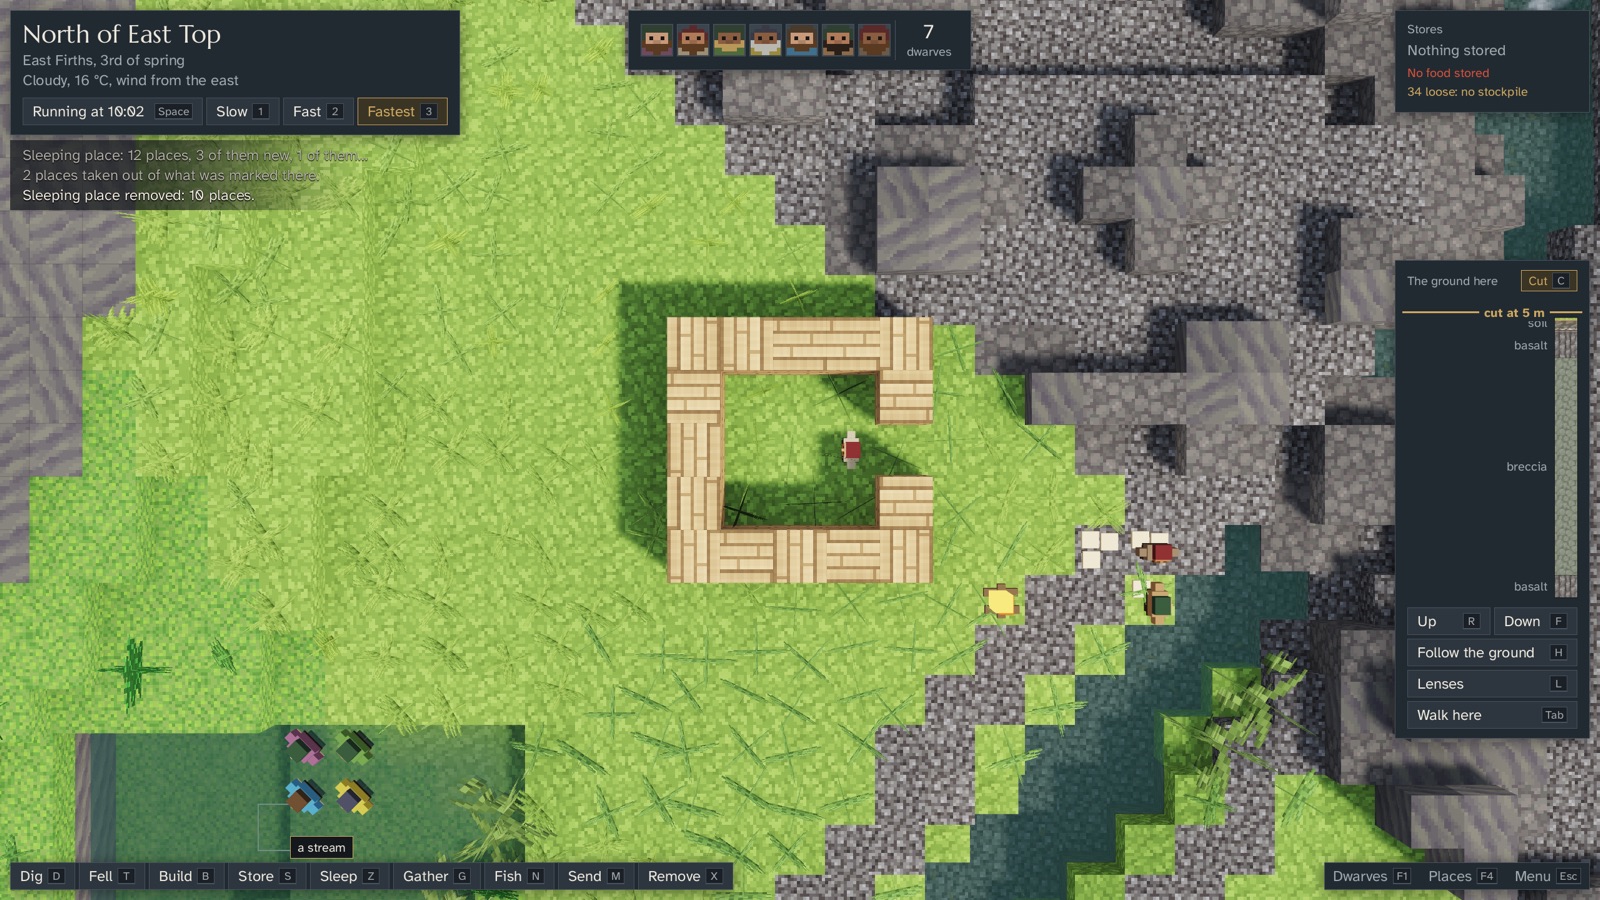 North of East Top
East Firths, 3rd of spring
Cloudy, 16 °C, wind from the east
Running at 10:02 Space
Slow 1
Fast 2
Fastest 3
Sleeping place: 12 places, 3 of them new, 1 of them...
2 places taken out of what was marked there.
Sleeping place removed: 10 places.
7
dwarves
Stores
Nothing stored
No food stored
34 loose: no stockpile
The ground here
Cut C
cut at 5 m
soil
basalt
breccia
basalt
Up R
Down F
Follow the ground H
Lenses L
Walk here Tab
a stream
Dig D
Fell T
Build B
Store S
Sleep Z
Gather G
Fish N
Send M
Remove X
Dwarves F1
Places F4
Menu Esc